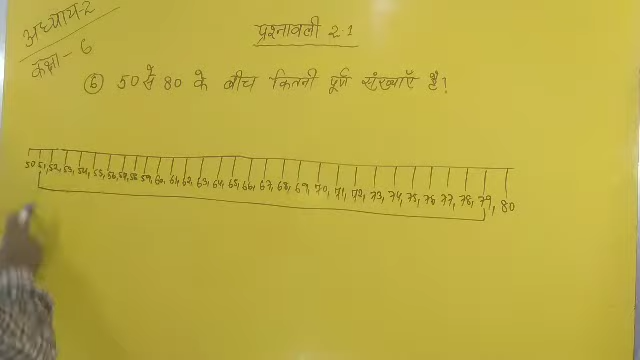 अध्याय-2
कक्षा - 6
प्रश्नावली 2.1
(6) 50 से 80 के बीच कितनी पूर्ण संख्याएँ है?
50 51, 52, 53, 54, 55, 56, 57, 58 59, 60, 61, 62, 63, 64, 65, 66, 67, 68, 69, 70, 71, 72, 73, 74, 75, 76 77, 78, 79, 80